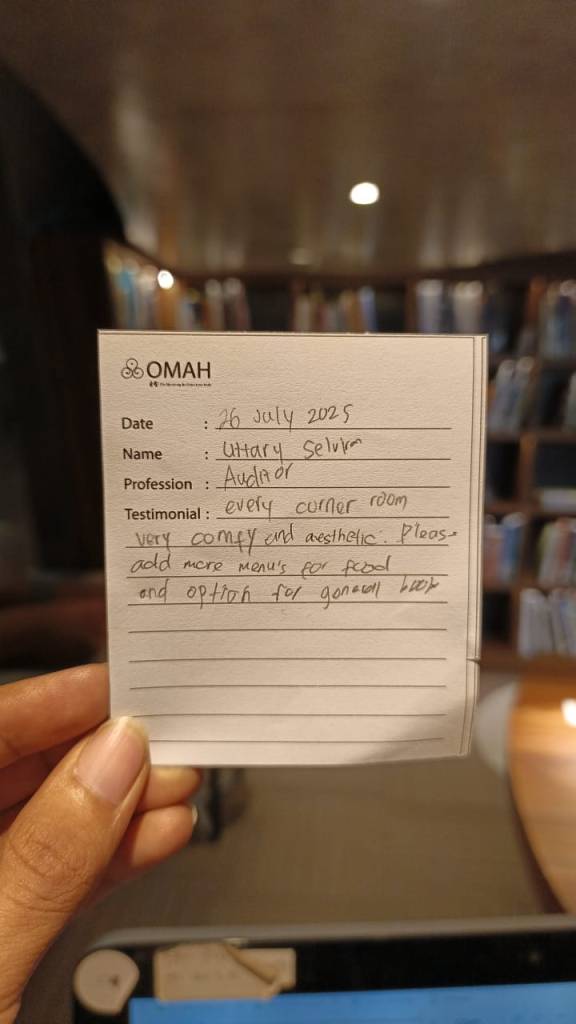 OMAH
Date : 26 July 2025
Name : Uttary Selvira
Profession : Auditor
Testimonial : every corner room
very comfy and aesthetic. Pleas
add more menu's for food
and option for general book